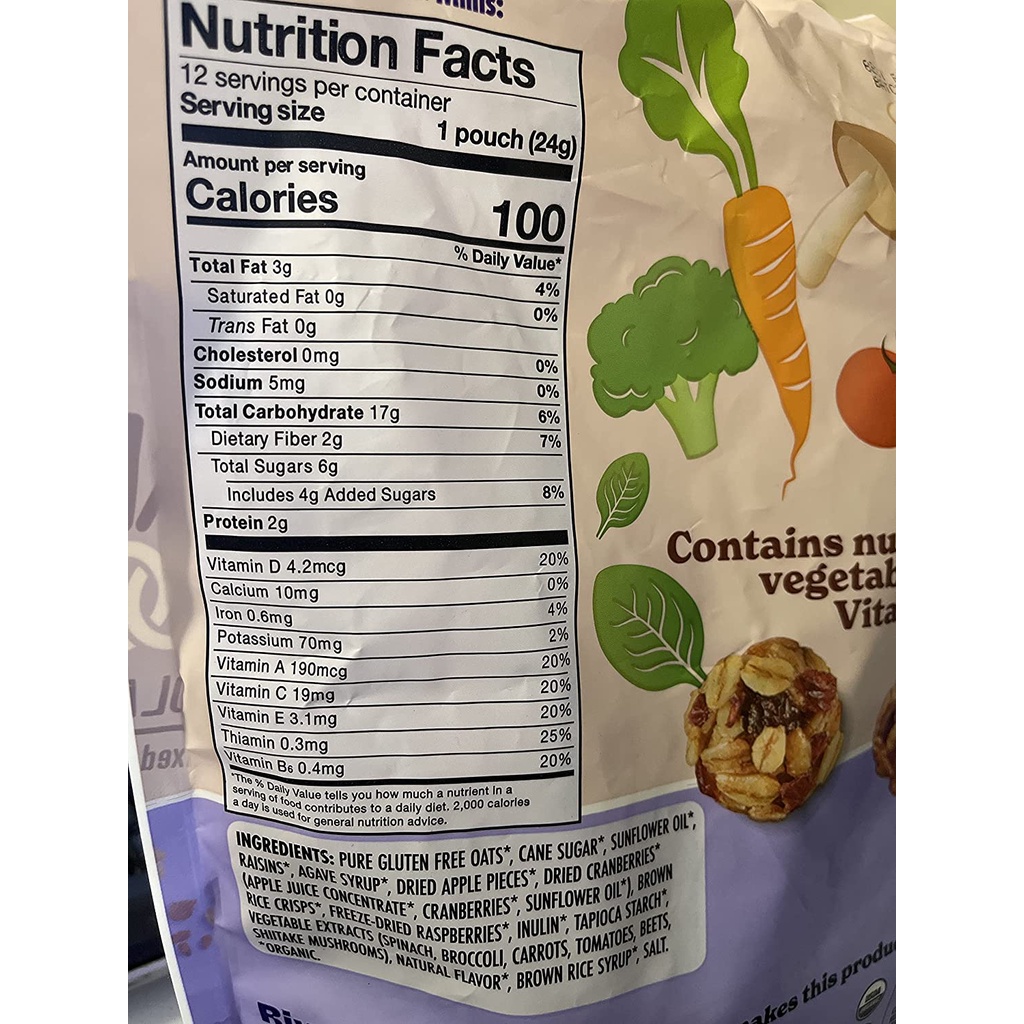 Nutrition Facts
12 servings per container
Serving size 1 pouch (24g)
Amount per serving
Calories 100
% Daily Value*
Total Fat 3g 4%
Saturated Fat 0g 0%
Trans Fat 0g
Cholesterol 0mg 0%
Sodium 5mg 0%
Total Carbohydrate 17g 6%
Dietary Fiber 2g 7%
Total Sugars 6g
Includes 4g Added Sugars 8%
Protein 2g
Vitamin D 4.2mcg 20%
Calcium 10mg 0%
Iron 0.6mg 4%
Potassium 70mg 2%
Vitamin A 190mcg 20%
Vitamin C 19mg 20%
Vitamin E 3.1mg 20%
Thiamin 0.3mg 25%
Vitamin B6 0.4mg 20%
*The % Daily Value tells you how much a nutrient in a
serving of food contributes to a daily diet. 2,000 calories
a day is used for general nutrition advice.
INGREDIENTS: PURE GLUTEN FREE OATS*, CANE SUGAR*, SUNFLOWER OIL*,
RAISINS*, AGAVE SYRUP*, DRIED APPLE PIECES*, DRIED CRANBERRIES*
(APPLE JUICE CONCENTRATE*, CRANBERRIES*, SUNFLOWER OIL*), BROWN
RICE CRISPS*, FREEZE-DRIED RASPBERRIES*, INULIN*, TAPIOCA STARCH*,
VEGETABLE EXTRACTS (SPINACH, BROCCOLI, CARROTS, TOMATOES, BEETS,
SHIITAKE MUSHROOMS), NATURAL FLAVOR*, BROWN RICE SYRUP*, SALT.
*ORGANIC.
Contains nu
vegetab
Vita
akes this produ